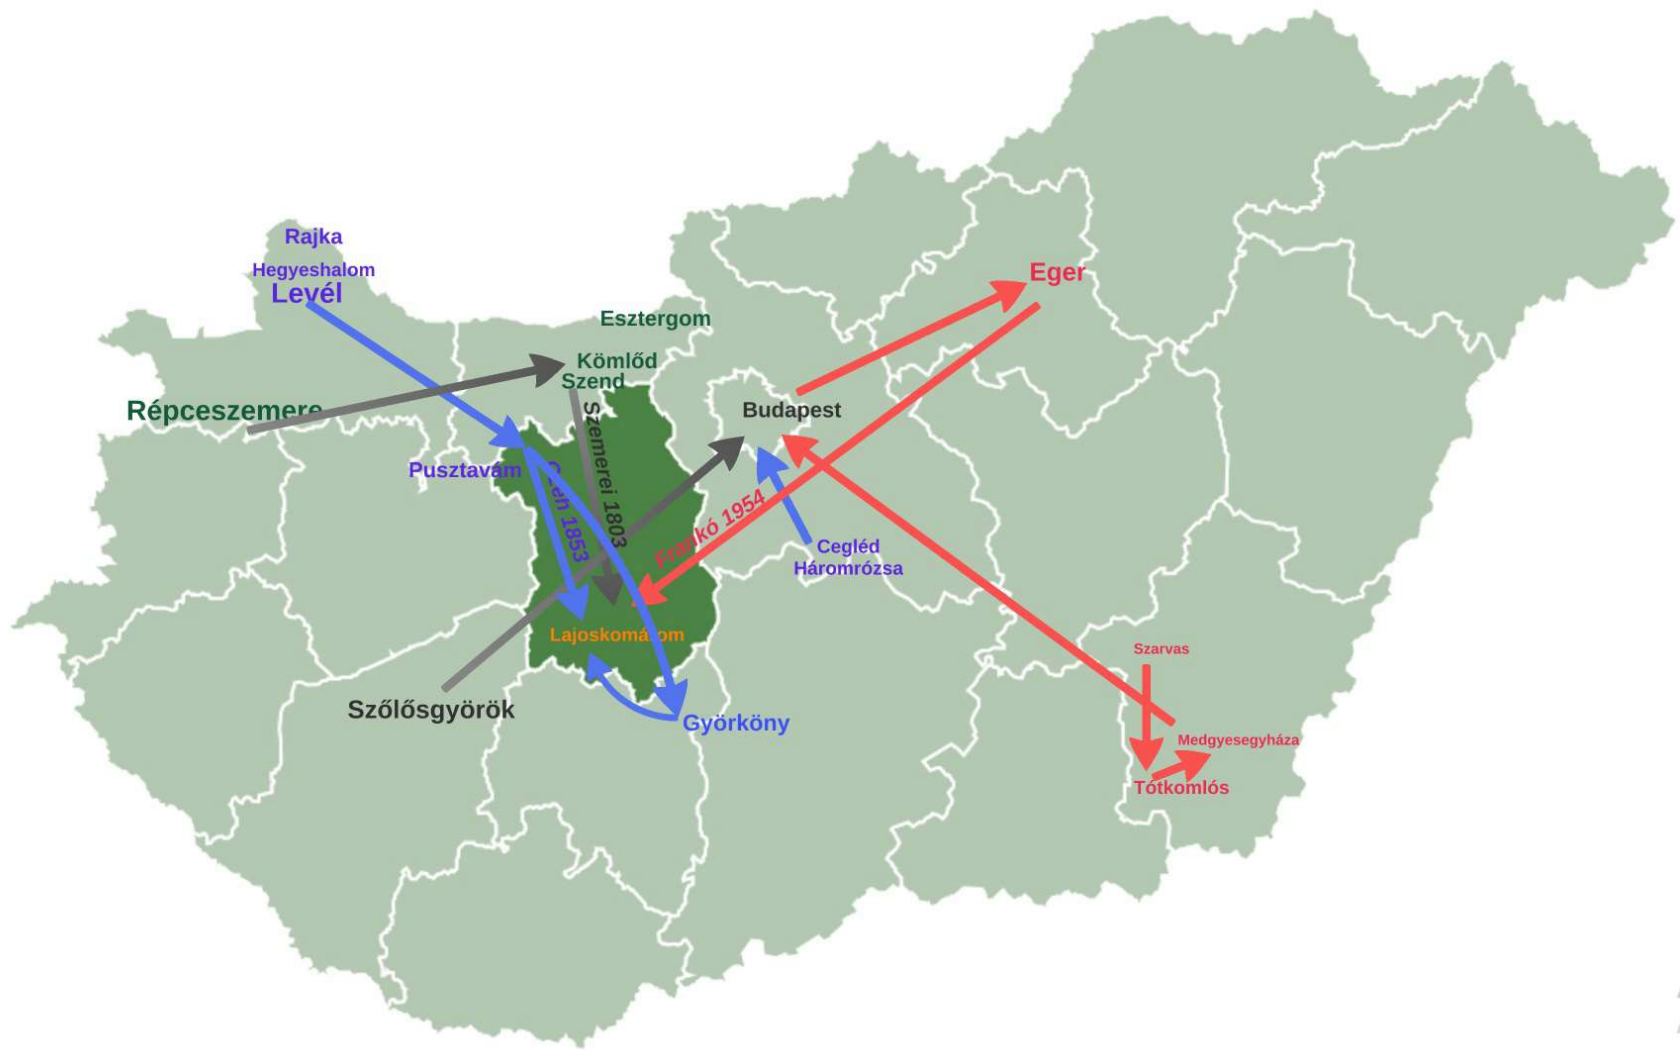 Rajka
Hegyeshalom
Levél
Esztergom
Kömlőd
Szend
Répceszemere
Eger
Budapest
Pusztavám
1853
Szemerei 1803
Frankó 1954
Cegléd
Háromrózsa
Lajoskomárom
Szőlősgyörök
Györköny
Szarvas
Medgyesegyháza
Tótkomlós